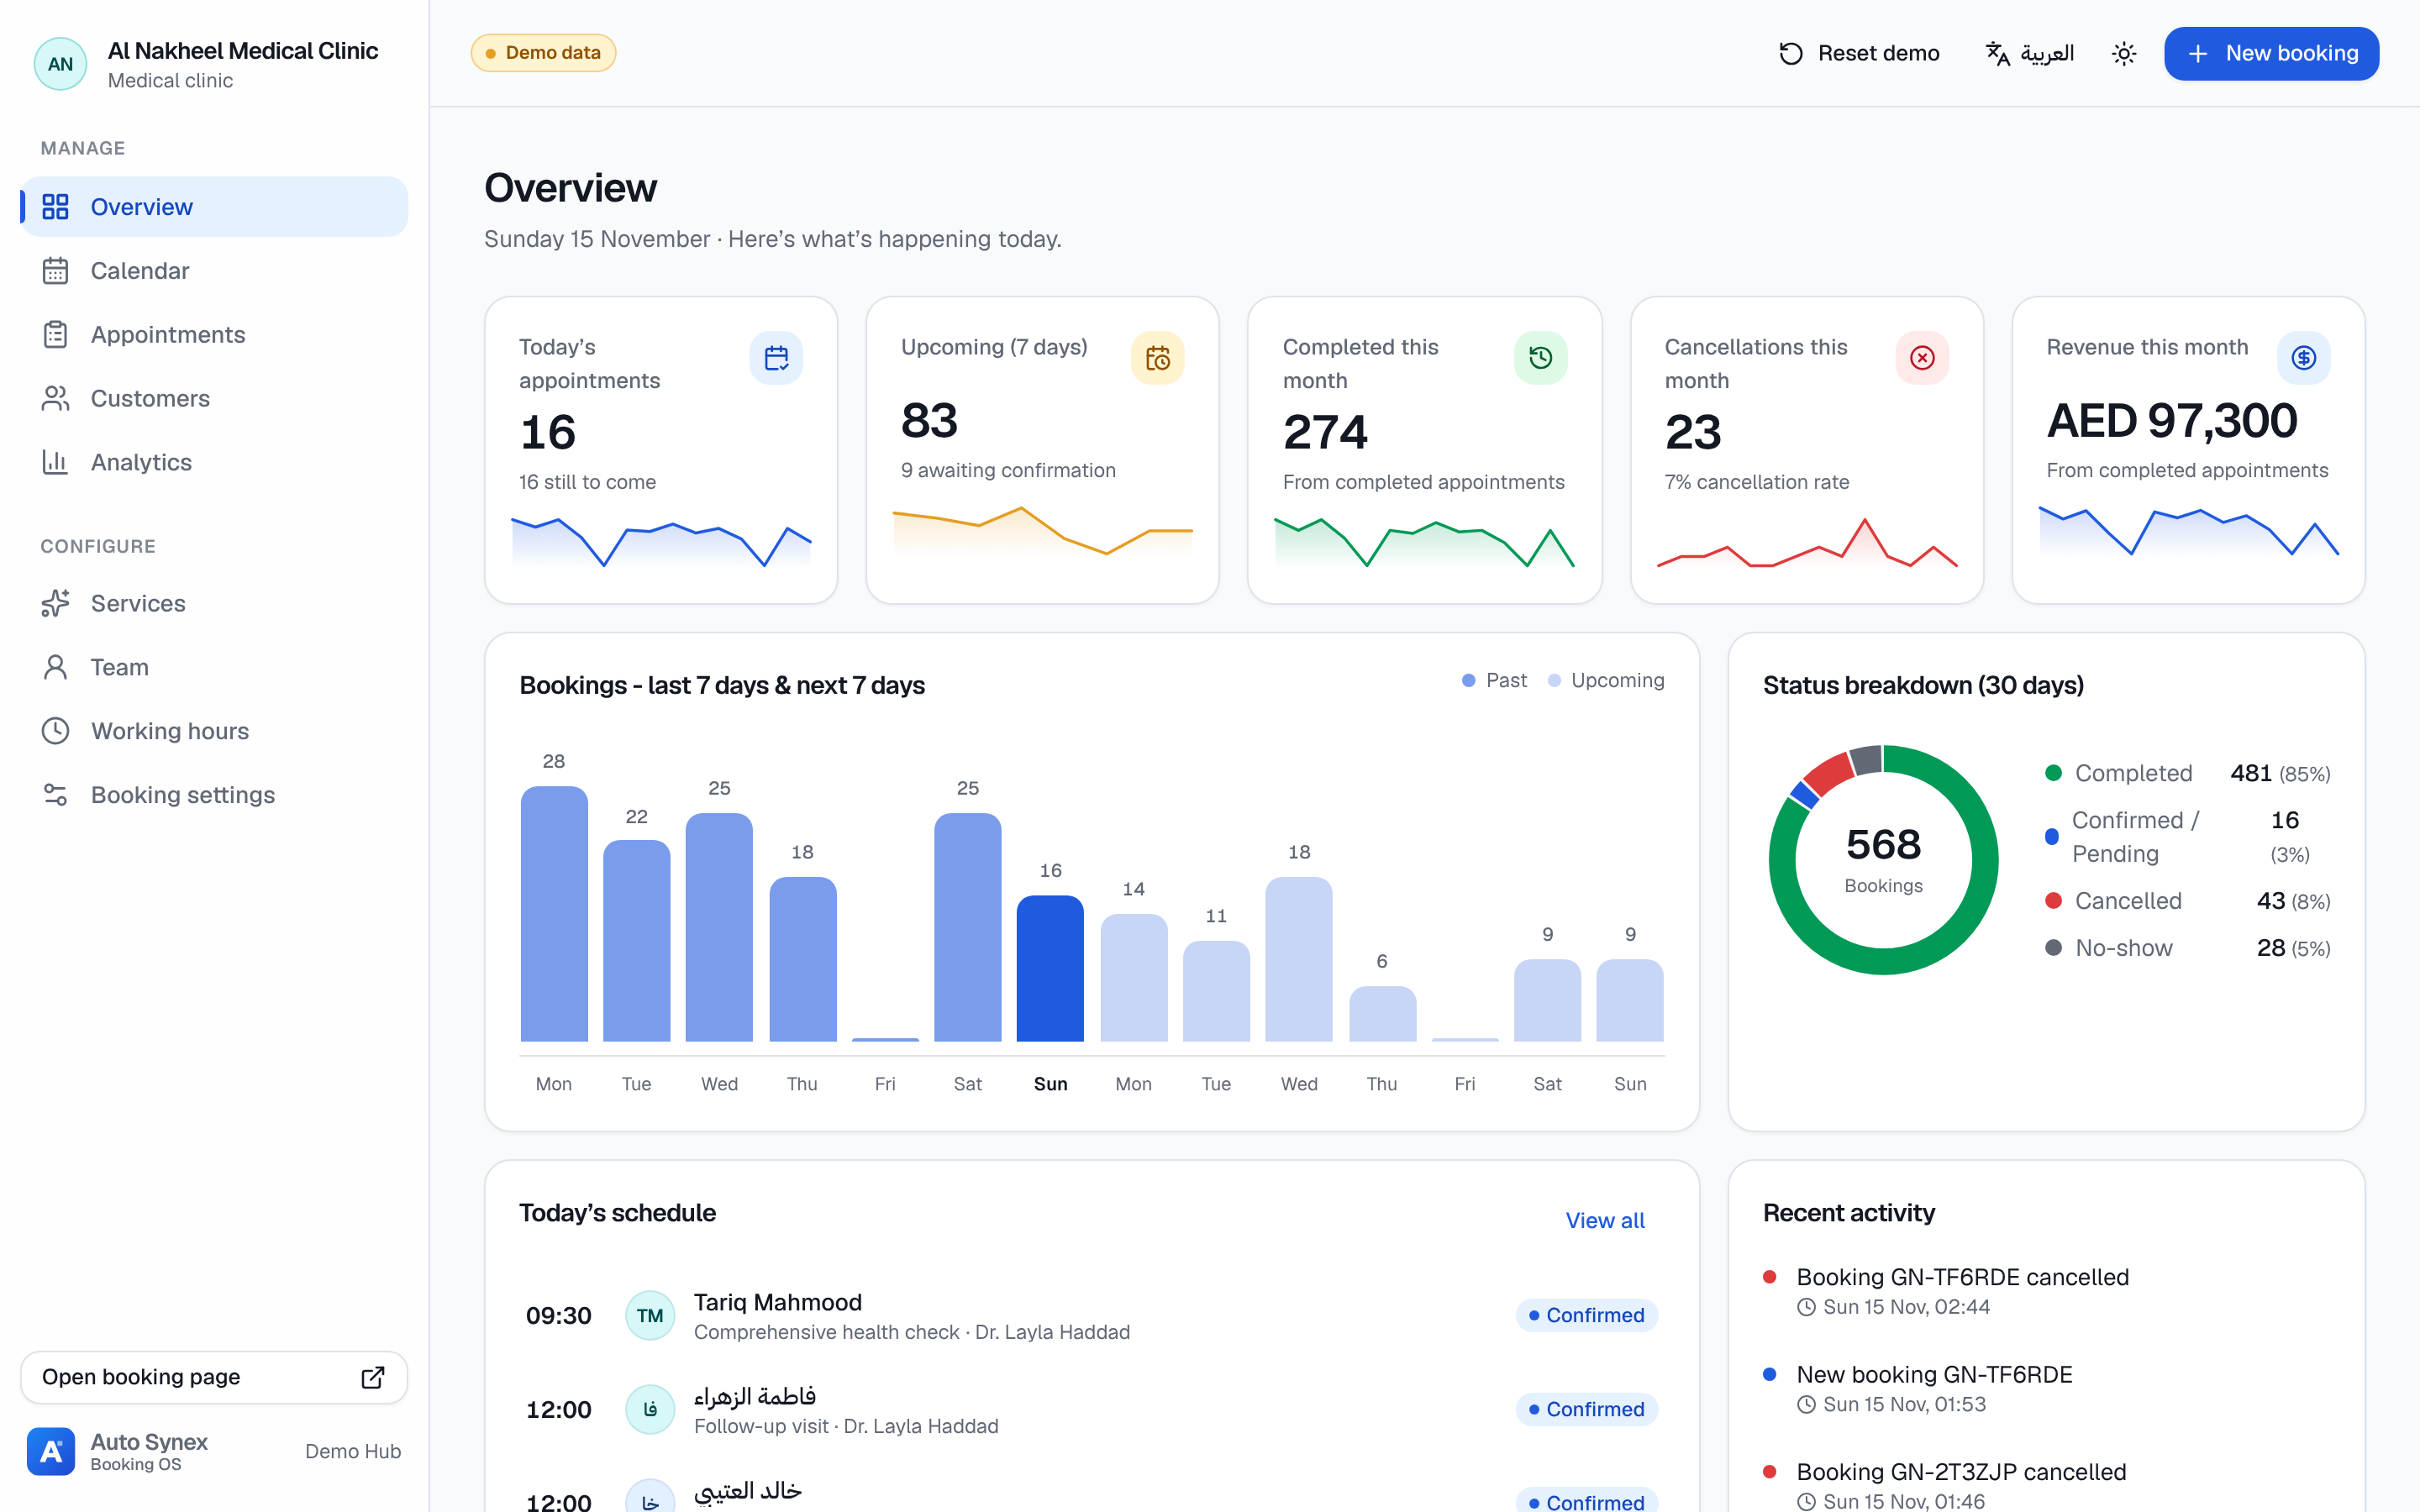 AN
Al Nakheel Medical Clinic
Medical clinic
MANAGE
Overview
Calendar
Appointments
Customers
Analytics
CONFIGURE
Services
Team
Working hours
Booking settings
Open booking page
A
Auto Synex
Booking OS
Demo Hub
Demo data
Reset demo
العربية
New booking
Overview
Sunday 15 November · Here’s what’s happening today.
Today’s
appointments
16
16 still to come
Upcoming (7 days)
83
9 awaiting confirmation
Completed this
month
274
From completed appointments
Cancellations this
month
23
7% cancellation rate
Revenue this month
AED 97,300
From completed appointments
Bookings - last 7 days & next 7 days
Past
Upcoming
28
22
25
18
25
16
14
11
18
6
9
9
Mon
Tue
Wed
Thu
Fri
Sat
Sun
Mon
Tue
Wed
Thu
Fri
Sat
Sun
Status breakdown (30 days)
568
Bookings
Completed 481 (85%)
Confirmed / 16
Pending (3%)
Cancelled 43 (8%)
No-show 28 (5%)
Today’s schedule
View all
09:30
TM
Tariq Mahmood
Comprehensive health check · Dr. Layla Haddad
Confirmed
12:00
فا
فاطمة الزهراء
Follow-up visit · Dr. Layla Haddad
Confirmed
12:00
خا
خالد العتيبي
Confirmed
Recent activity
Booking GN-TF6RDE cancelled
Sun 15 Nov, 02:44
New booking GN-TF6RDE
Sun 15 Nov, 01:53
Booking GN-2T3ZJP cancelled
Sun 15 Nov, 01:46